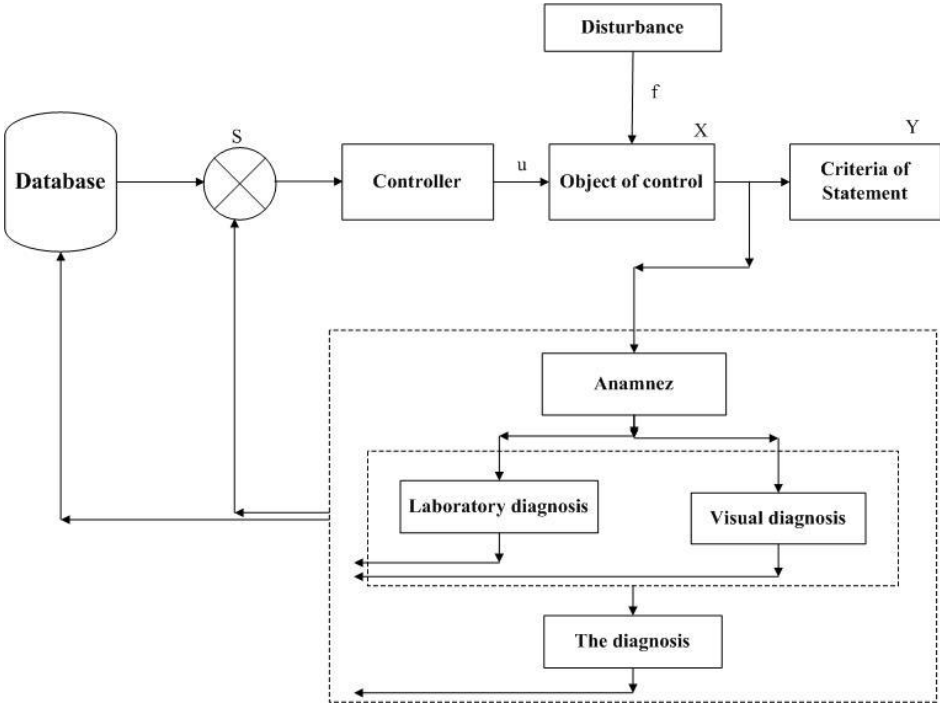 Disturbance
f
S
X
Y
Database
Controller
u
Object of control
Criteria of
Statement
Anamnez
Laboratory diagnosis
Visual diagnosis
The diagnosis